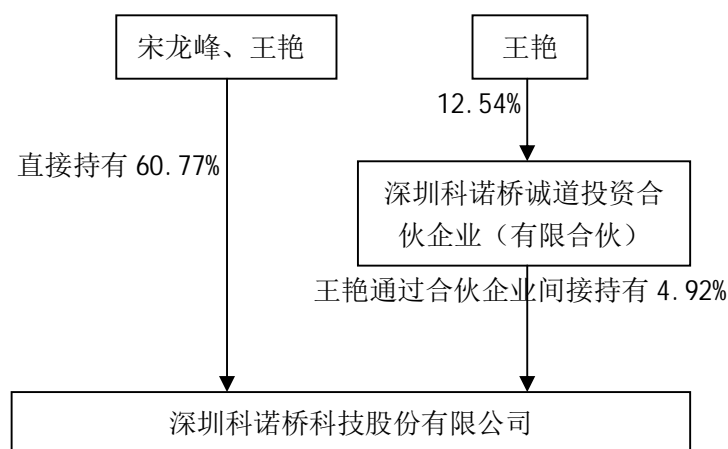 宋龙峰、王艳
王艳
12.54%
直接持有 60.77%
深圳科诺桥诚道投资合
伙企业（有限合伙）
王艳通过合伙企业间接持有 4.92%
深圳科诺桥科技股份有限公司